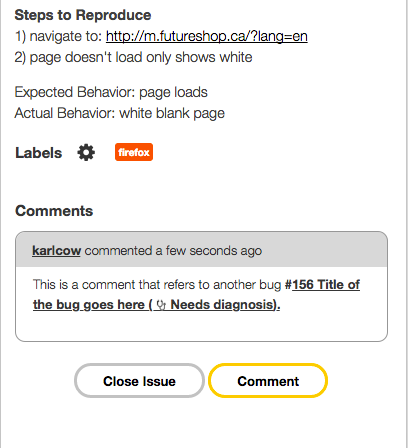 Steps to Reproduce
1) navigate to: http://m.futureshop.ca/?lang=en
2) page doesn't load only shows white
Expected Behavior: page loads
Actual Behavior: white blank page
Labels firefox
Comments
karlcow commented a few seconds ago
This is a comment that refers to another bug #156 Title of
the bug goes here ( Needs diagnosis).
Close Issue Comment